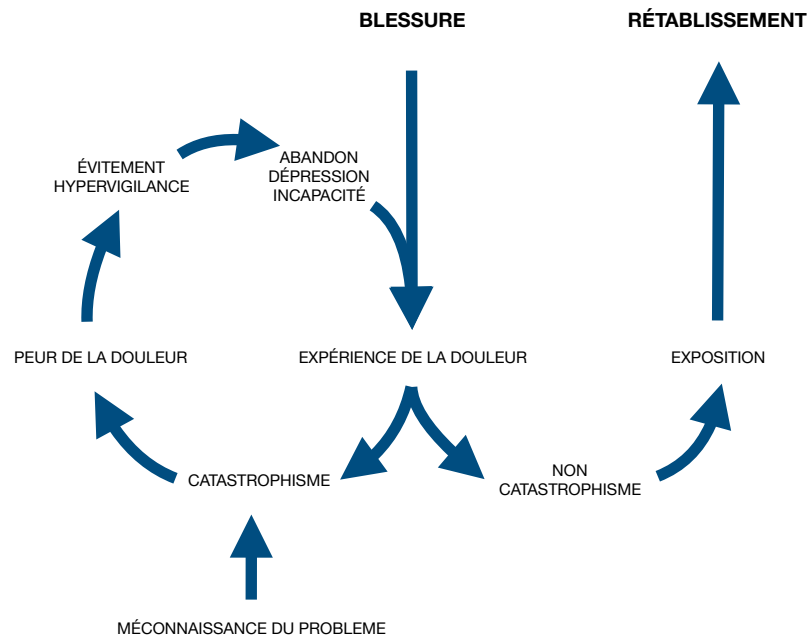 BLESSURE
RÉTABLISSEMENT
ÉVITEMENT
HYPERVIGILANCE
ABANDON
DÉPRESSION
INCAPACITÉ
PEUR DE LA DOULEUR
EXPÉRIENCE DE LA DOULEUR
EXPOSITION
CATASTROPHISME
NON
CATASTROPHISME
MÉCONNAISSANCE DU PROBLEME